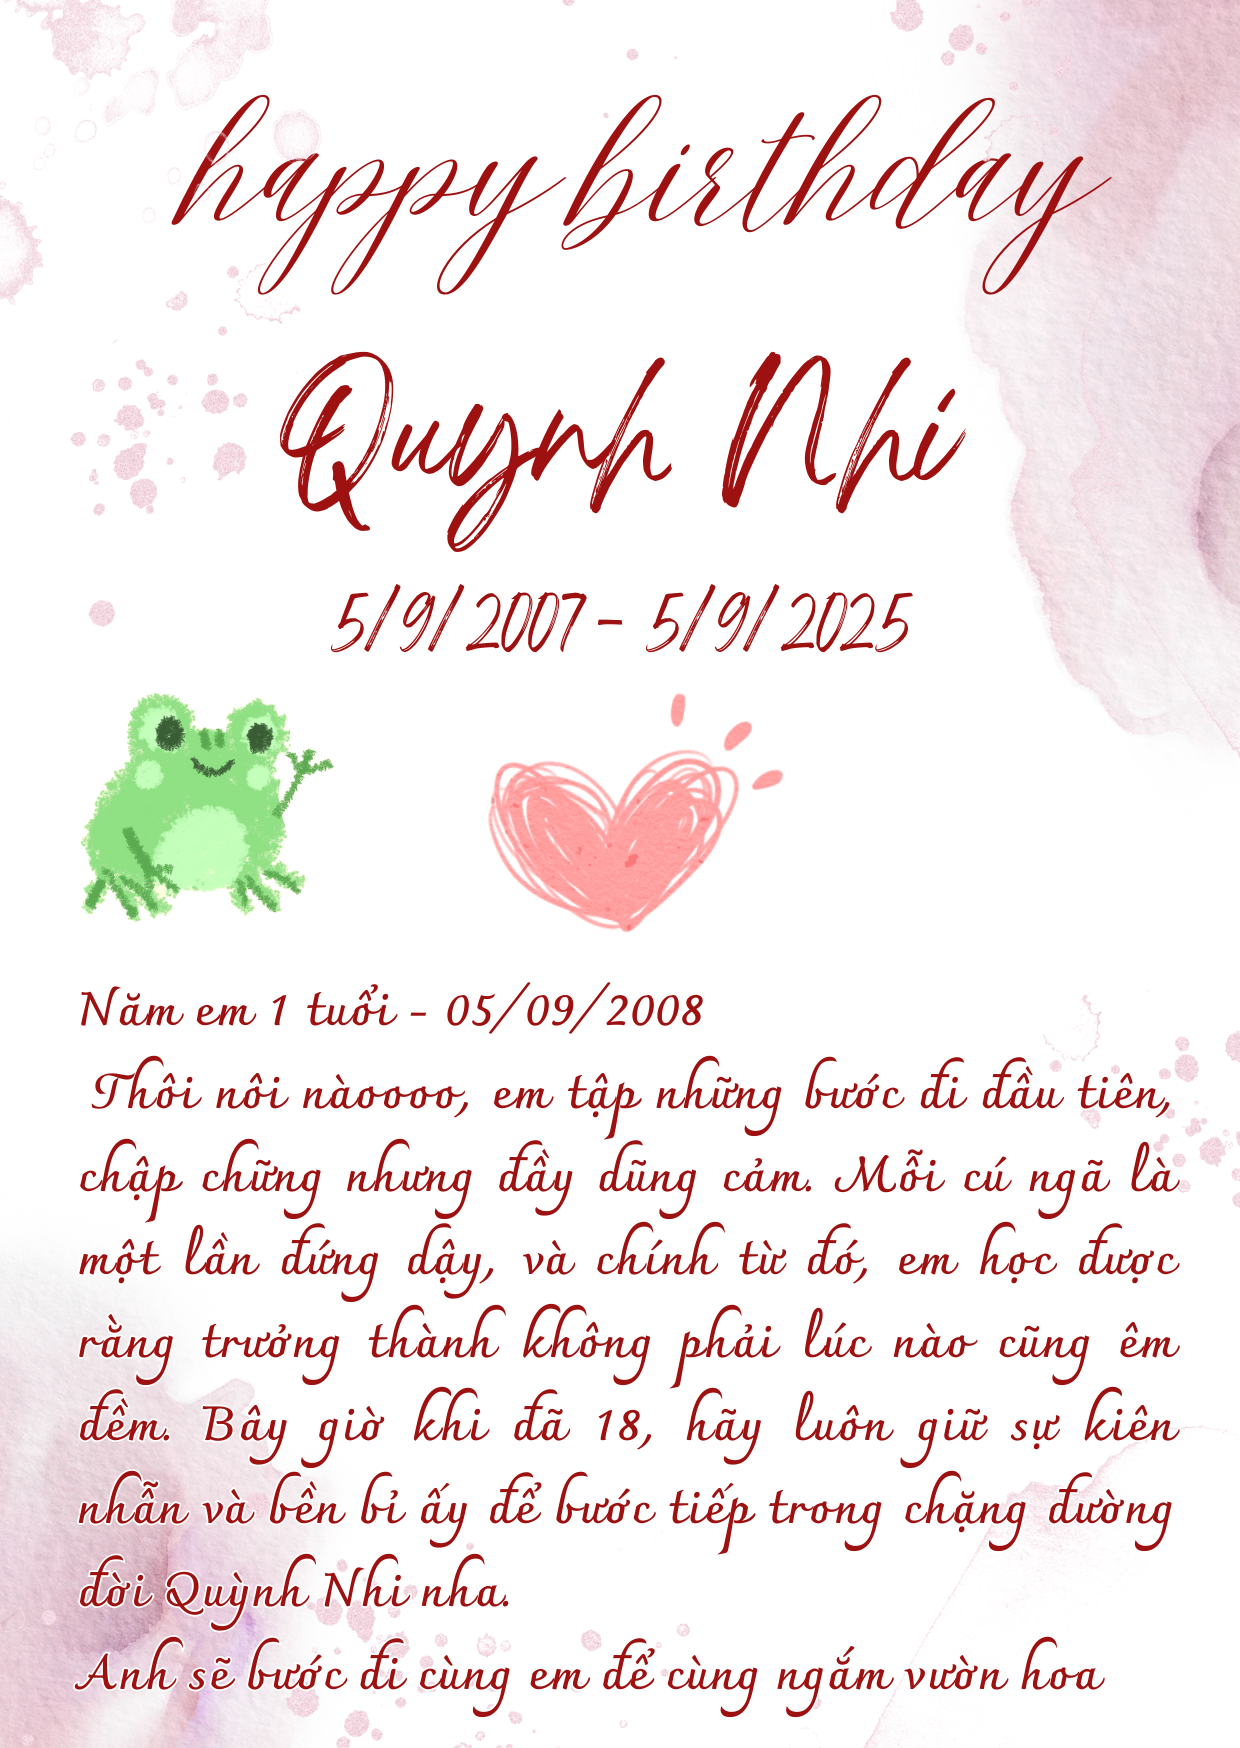 happy birthday
Quynh Nhi
5/9/2007 - 5/9/2025
Năm em 1 tuổi - 05/09/2008
Thôi nôi nàoooo, em tập những bước đi đầu tiên,
chập chững nhưng đầy dũng cảm. Mỗi cú ngã là
một lần đứng dậy, và chính từ đó, em học được
rằng trưởng thành không phải lúc nào cũng êm
đềm. Bây giờ khi đã 18, hãy luôn giữ sự kiên
nhẫn và bền bỉ ấy để bước tiếp trong chặng đường
đời Quỳnh Nhi nha.
Anh sẽ bước đi cùng em để cùng ngắm vườn hoa